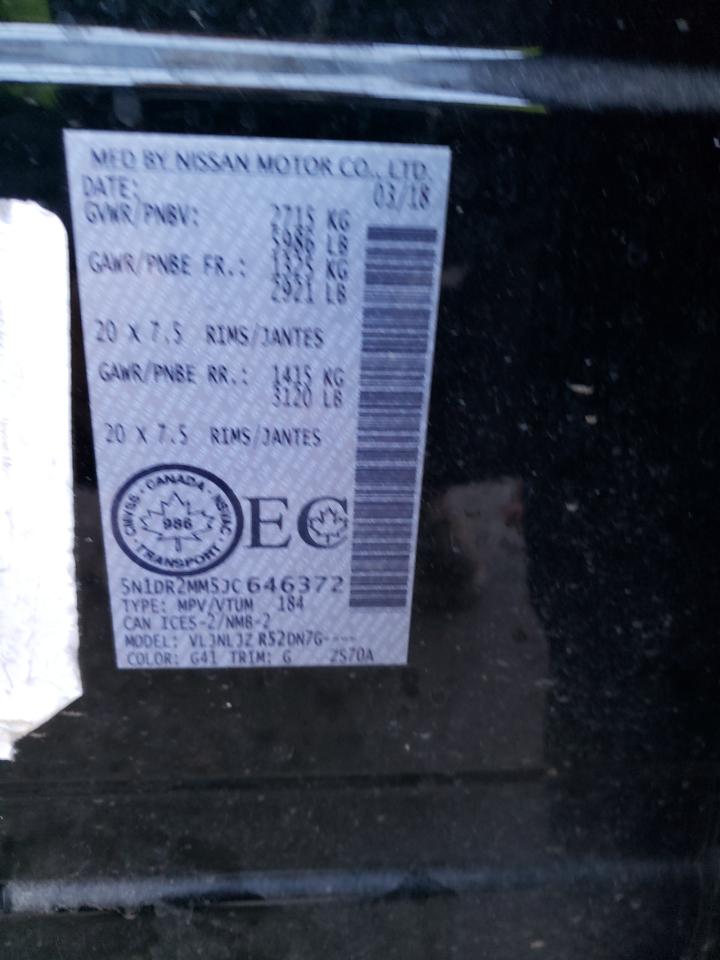 MFD BY NISSAN MOTOR CO., LTD.
DATE: 03/18
GVWR/PNBV: 2715 KG
5986 LB
GAWR/PNBE FR.: 1325 KG
2921 LB
20 X 7.5 RIMS/JANTES
GAWR/PNBE RR.: 1415 KG
3120 LB
20 X 7.5 RIMS/JANTES
CANADA · NSVAC · TRANSPORT · CMVSS ·
986
EC
5N1DR2MM5JC646372
TYPE: MPV/VTUM 184
CAN ICES-2/NMB-2
MODEL: VLJNLJZ R52DN7G----
COLOR: G41 TRIM: G 2S70A